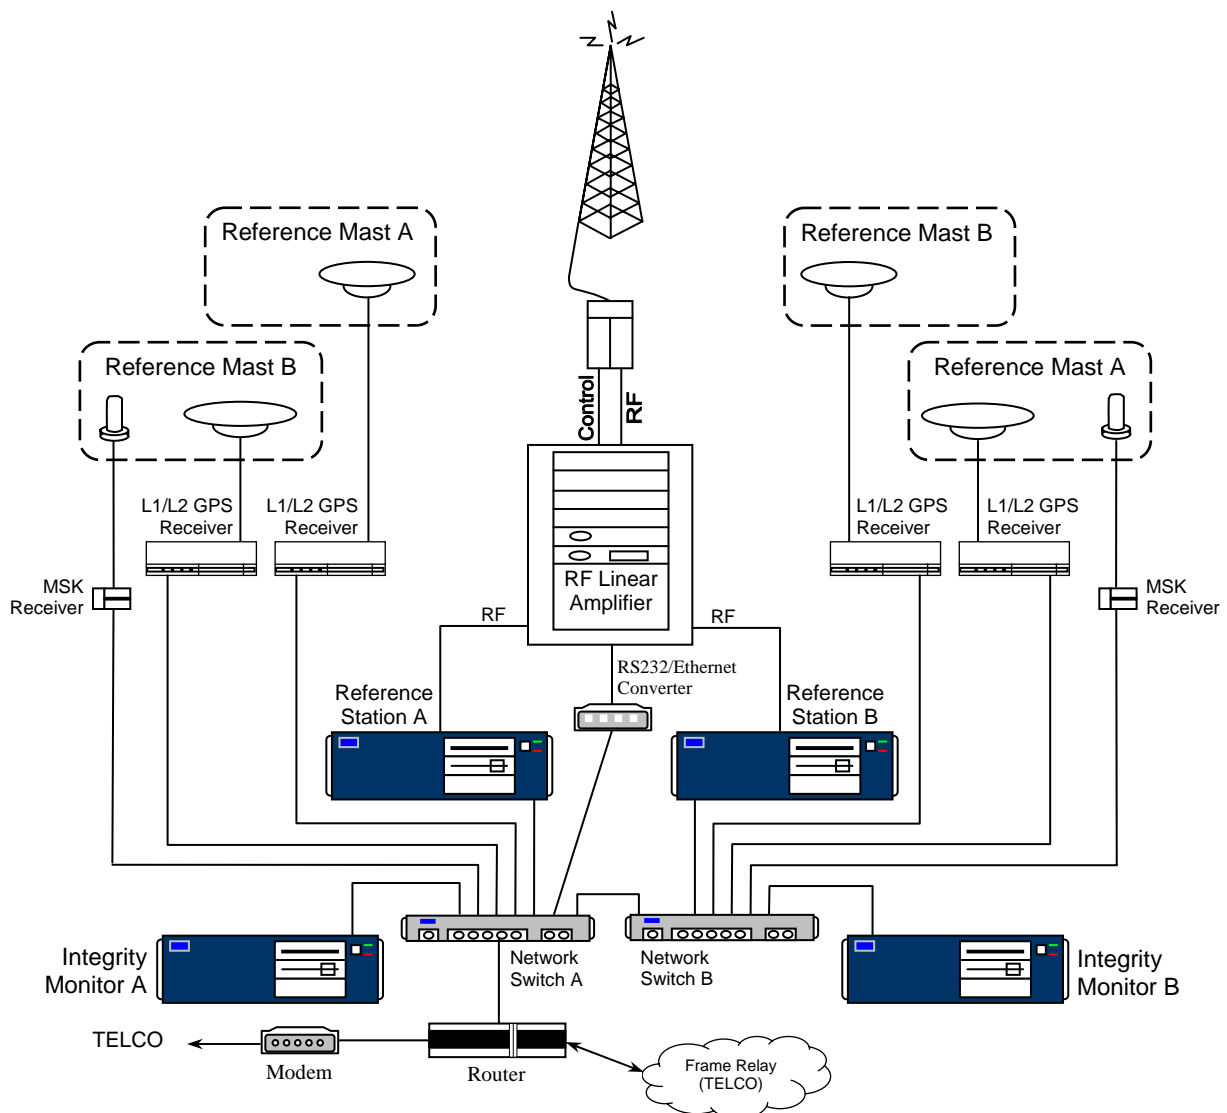 Reference Mast A
Reference Mast B
Reference Mast B
Reference Mast A
Control
RF
L1/L2 GPS
Receiver
L1/L2 GPS
Receiver
L1/L2 GPS
Receiver
L1/L2 GPS
Receiver
MSK
Receiver
RF Linear
Amplifier
MSK
Receiver
RF
RF
RS232/Ethernet
Converter
Reference
Station A
Reference
Station B
Integrity
Monitor A
Network
Switch A
Network
Switch B
Integrity
Monitor B
TELCO
Modem
Router
Frame Relay
(TELCO)